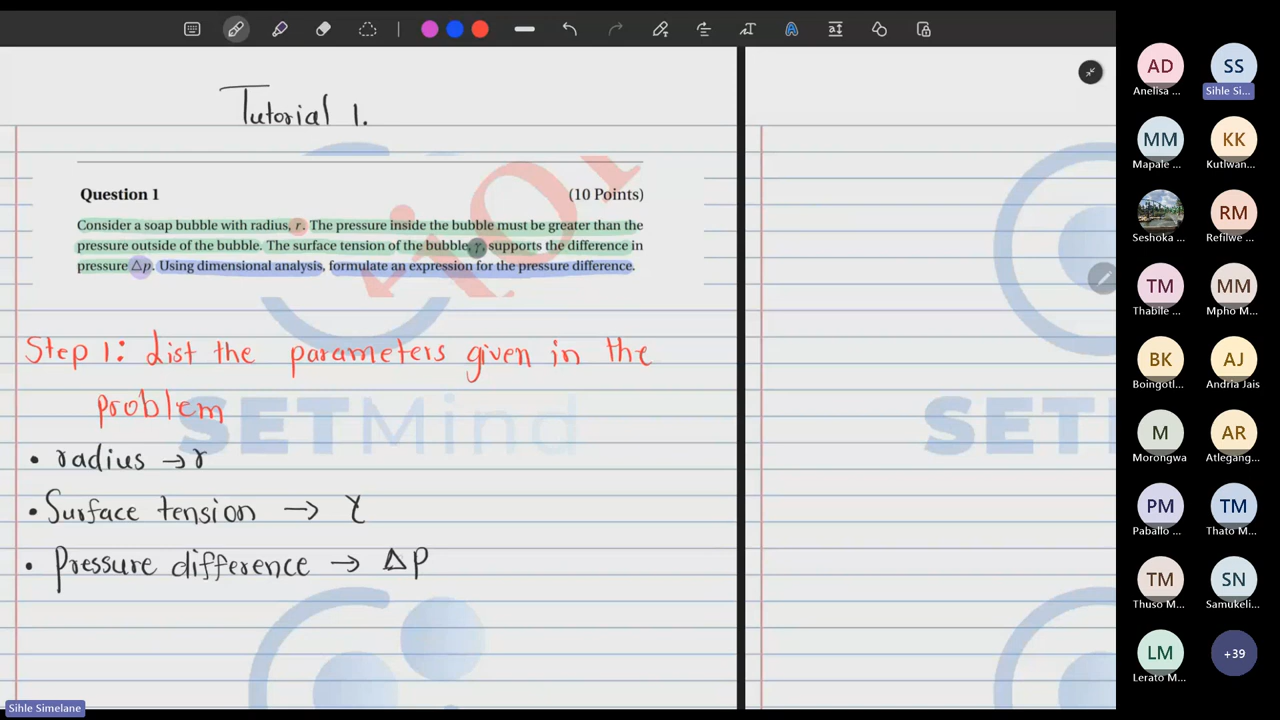 Tutorial 1.
Question 1 (10 Points)
Consider a soap bubble with radius, r. The pressure inside the bubble must be greater than the
pressure outside of the bubble. The surface tension of the bubble γ, supports the difference in
pressure Δp. Using dimensional analysis, formulate an expression for the pressure difference.
Step 1: List the parameters given in the
problem
SETMind
SETMind
• radius → r
• Surface tension → γ
• Pressure difference → ΔP
Sihle Simelane
AD
Anelisa ...
SS
Sihle Si...
MM
Mapale ...
KK
Kutlwan...
Seshoka ...
RM
Refilwe ...
TM
Thabile ...
MM
Mpho M...
BK
Boingotl...
AJ
Andria Jais
M
Morongwa
AR
Atlegang...
PM
Paballo ...
TM
Thato M...
TM
Thuso M...
SN
Samukeli...
LM
Lerato M...
+39